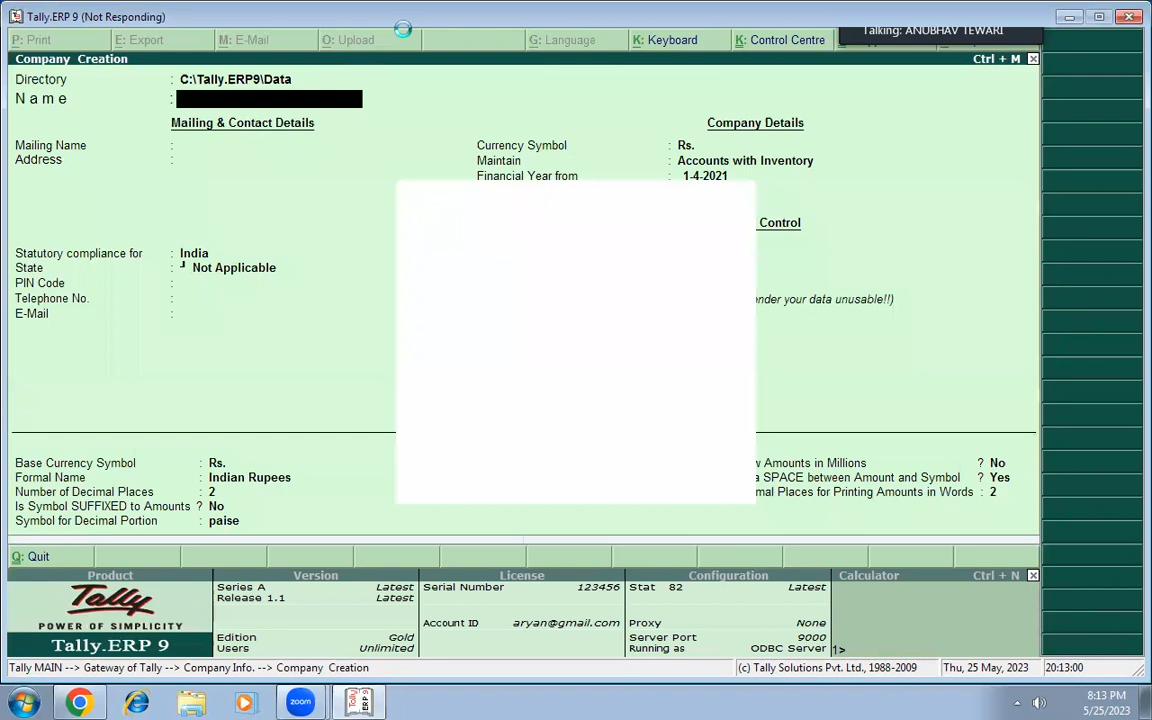 Tally.ERP 9 (Not Responding)
Talking: ANUBHAV TEWARI
P: Print E: Export M: E-Mail O: Upload G: Language K: Keyboard K: Control Centre
Company Creation Ctrl + M
Directory : C:\Tally.ERP9\Data
Name :
Mailing & Contact Details Company Details
Mailing Name : Currency Symbol : Rs.
Address : Maintain : Accounts with Inventory
Financial Year from : 1-4-2021
Control
Statutory compliance for : India
State : ┘ Not Applicable
PIN Code :
Telephone No. : nder your data unusable!!)
E-Mail :
Base Currency Symbol : Rs. w Amounts in Millions ? No
Formal Name : Indian Rupees a SPACE between Amount and Symbol ? Yes
Number of Decimal Places : 2 mal Places for Printing Amounts in Words : 2
Is Symbol SUFFIXED to Amounts ? No
Symbol for Decimal Portion : paise
Q: Quit
Product Version License Configuration Calculator Ctrl + N
Tally
POWER OF SIMPLICITY
Tally.ERP 9
Series A Latest
Release 1.1 Latest
Edition Gold
Users Unlimited
Serial Number 123456
Account ID aryan@gmail.com
Stat 82 Latest
Proxy None
Server Port 9000
Running as ODBC Server
1>
Tally MAIN --> Gateway of Tally --> Company Info. --> Company Creation (c) Tally Solutions Pvt. Ltd., 1988-2009 Thu, 25 May, 2023 20:13:00
zoom
Tally ERP 9
8:13 PM
5/25/2023